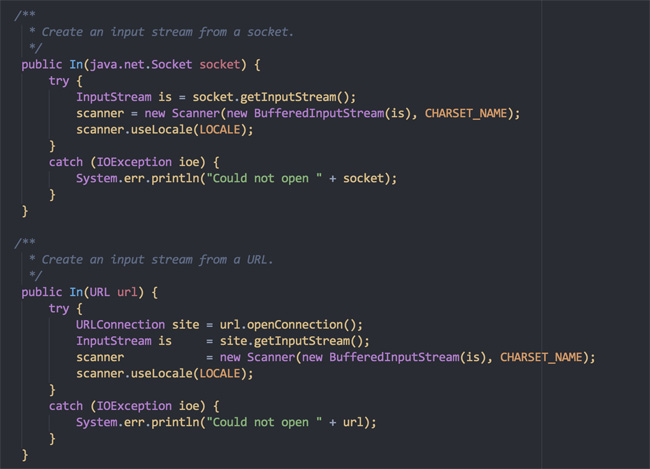 /**
* Create an input stream from a socket.
*/
public In(java.net.Socket socket) {
try {
InputStream is = socket.getInputStream();
scanner = new Scanner(new BufferedInputStream(is), CHARSET_NAME);
scanner.useLocale(LOCALE);
}
catch (IOException ioe) {
System.err.println("Could not open " + socket);
}
}
/**
* Create an input stream from a URL.
*/
public In(URL url) {
try {
URLConnection site = url.openConnection();
InputStream is     = site.getInputStream();
scanner            = new Scanner(new BufferedInputStream(is), CHARSET_NAME);
scanner.useLocale(LOCALE);
}
catch (IOException ioe) {
System.err.println("Could not open " + url);
}
}